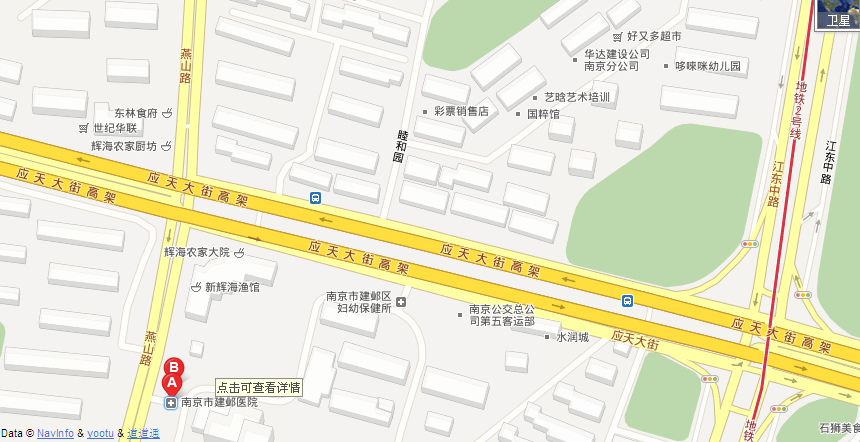 卫星
好又多超市
华达建设公司
南京分公司
哆唻咪幼儿园
燕山路
地铁2号线
艺晗艺术培训
彩票销售店
国粹馆
东林食府
世纪华联
辉海农家厨坊
睦和园
江东中路
江东中路
应天大街高架
应天大街高架
应天大街高架
应天大街高架
应天大街高架
辉海农家大院
新辉海渔馆
南京市建邺区
妇幼保健所
南京公交总公
司第五客运部
水润城
应天大街
燕山路
B
A
点击可查看详情
南京市建邺医院
地铁
石狮美食
Data © NavInfo & yootu & 道道通